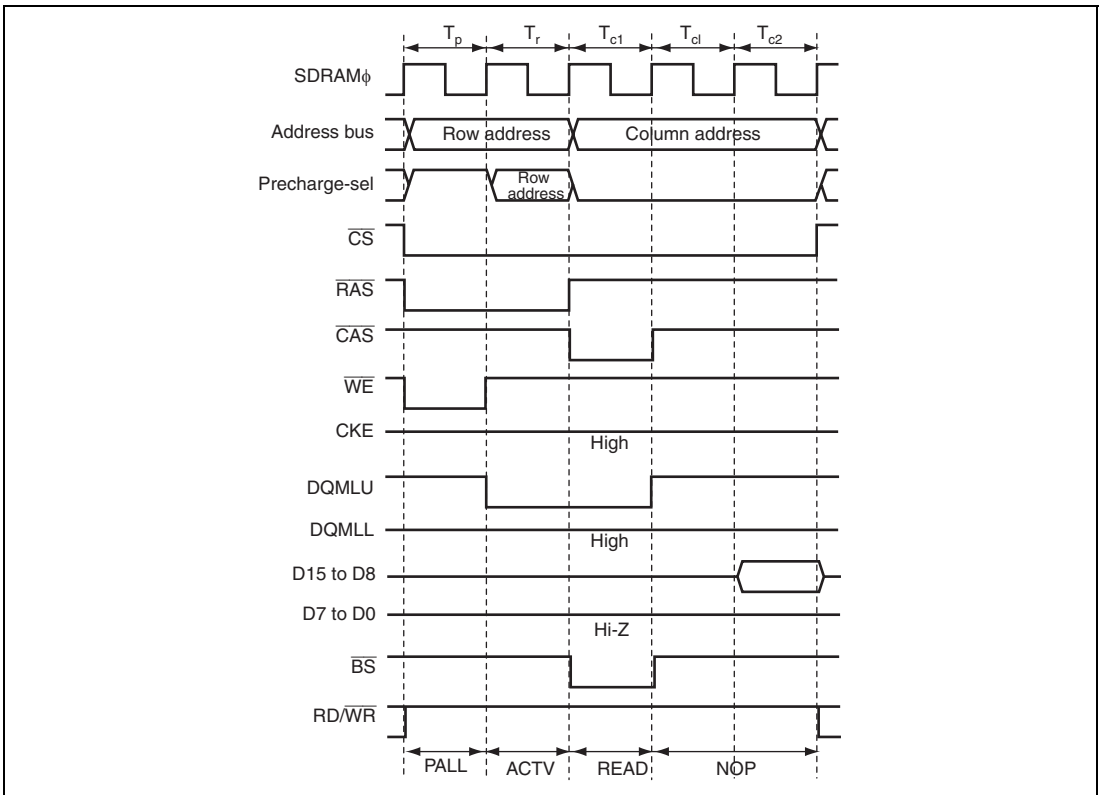 Tp Tr Tc1 Tcl Tc2
SDRAMϕ
Address bus Row address Column address
Precharge-sel Row address
CS
RAS
CAS
WE
CKE High
DQMLU
DQMLL High
D15 to D8
D7 to D0 Hi-Z
BS
RD/WR
PALL ACTV READ NOP